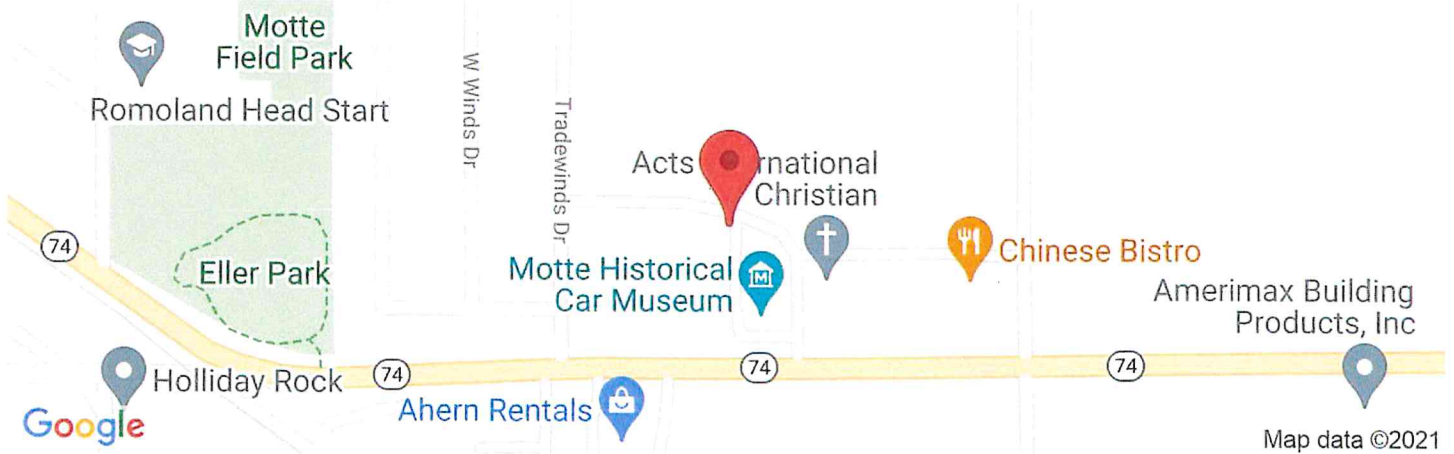 Motte
Field Park
Romoland Head Start
W Winds Dr
Tradewinds Dr
Acts rnational
Christian
74
Eller Park
Motte Historical
Car Museum
M
Chinese Bistro
Amerimax Building
Products, Inc
Holliday Rock
74
74
74
Ahern Rentals
Google
Map data ©2021